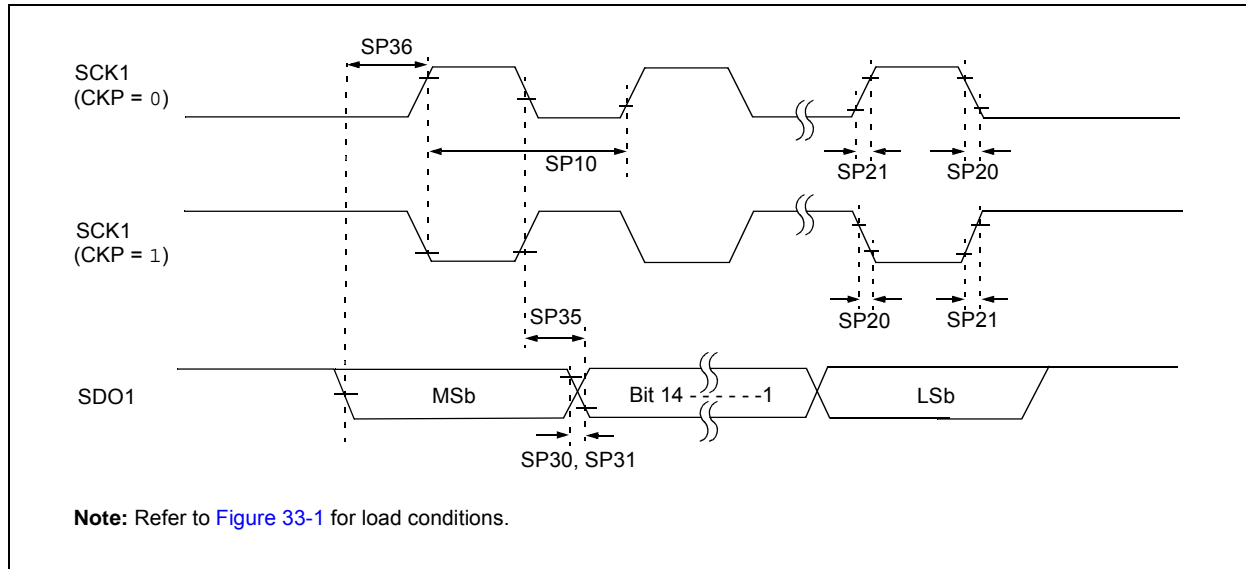 SP36
SCK1
(CKP = 0)
SP10
SP21
SP20
SCK1
(CKP = 1)
SP35
SP20
SP21
SDO1
MSb
Bit 14 - - - - - -1
LSb
SP30, SP31
Note: Refer to Figure 33-1 for load conditions.